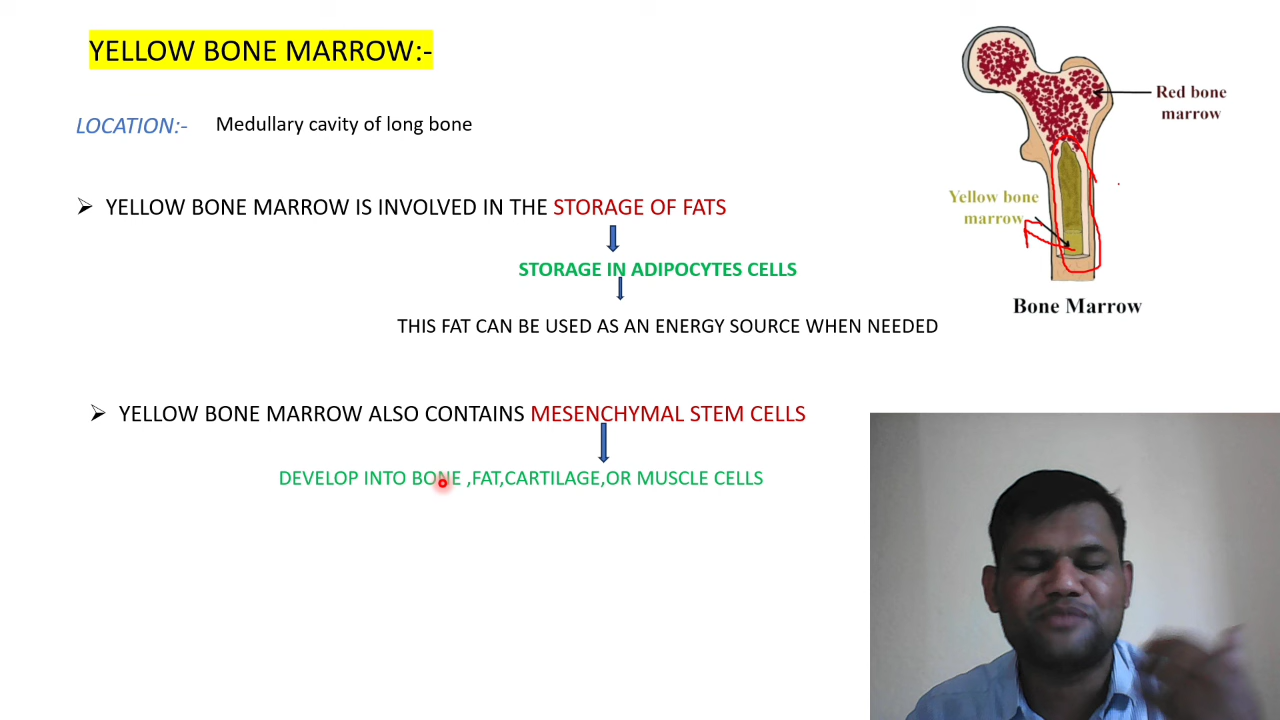 YELLOW BONE MARROW:-
LOCATION:- Medullary cavity of long bone
➢ YELLOW BONE MARROW IS INVOLVED IN THE STORAGE OF FATS
STORAGE IN ADIPOCYTES CELLS
THIS FAT CAN BE USED AS AN ENERGY SOURCE WHEN NEEDED
➢ YELLOW BONE MARROW ALSO CONTAINS MESENCHYMAL STEM CELLS
DEVELOP INTO BONE ,FAT,CARTILAGE,OR MUSCLE CELLS
Red bone
marrow
Yellow bone
marrow
Bone Marrow